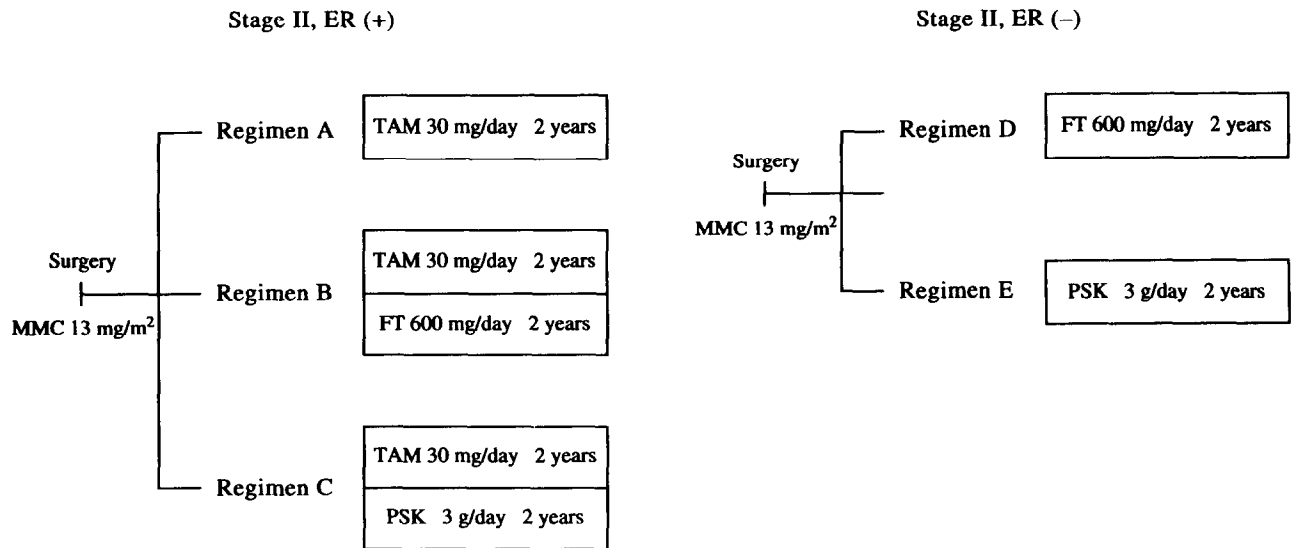 Stage II, ER (+)
Surgery
MMC 13 mg/m²
Regimen A
TAM 30 mg/day 2 years
Regimen B
TAM 30 mg/day 2 years
FT 600 mg/day 2 years
Regimen C
TAM 30 mg/day 2 years
PSK 3 g/day 2 years
Stage II, ER (−)
Surgery
MMC 13 mg/m²
Regimen D
FT 600 mg/day 2 years
Regimen E
PSK 3 g/day 2 years